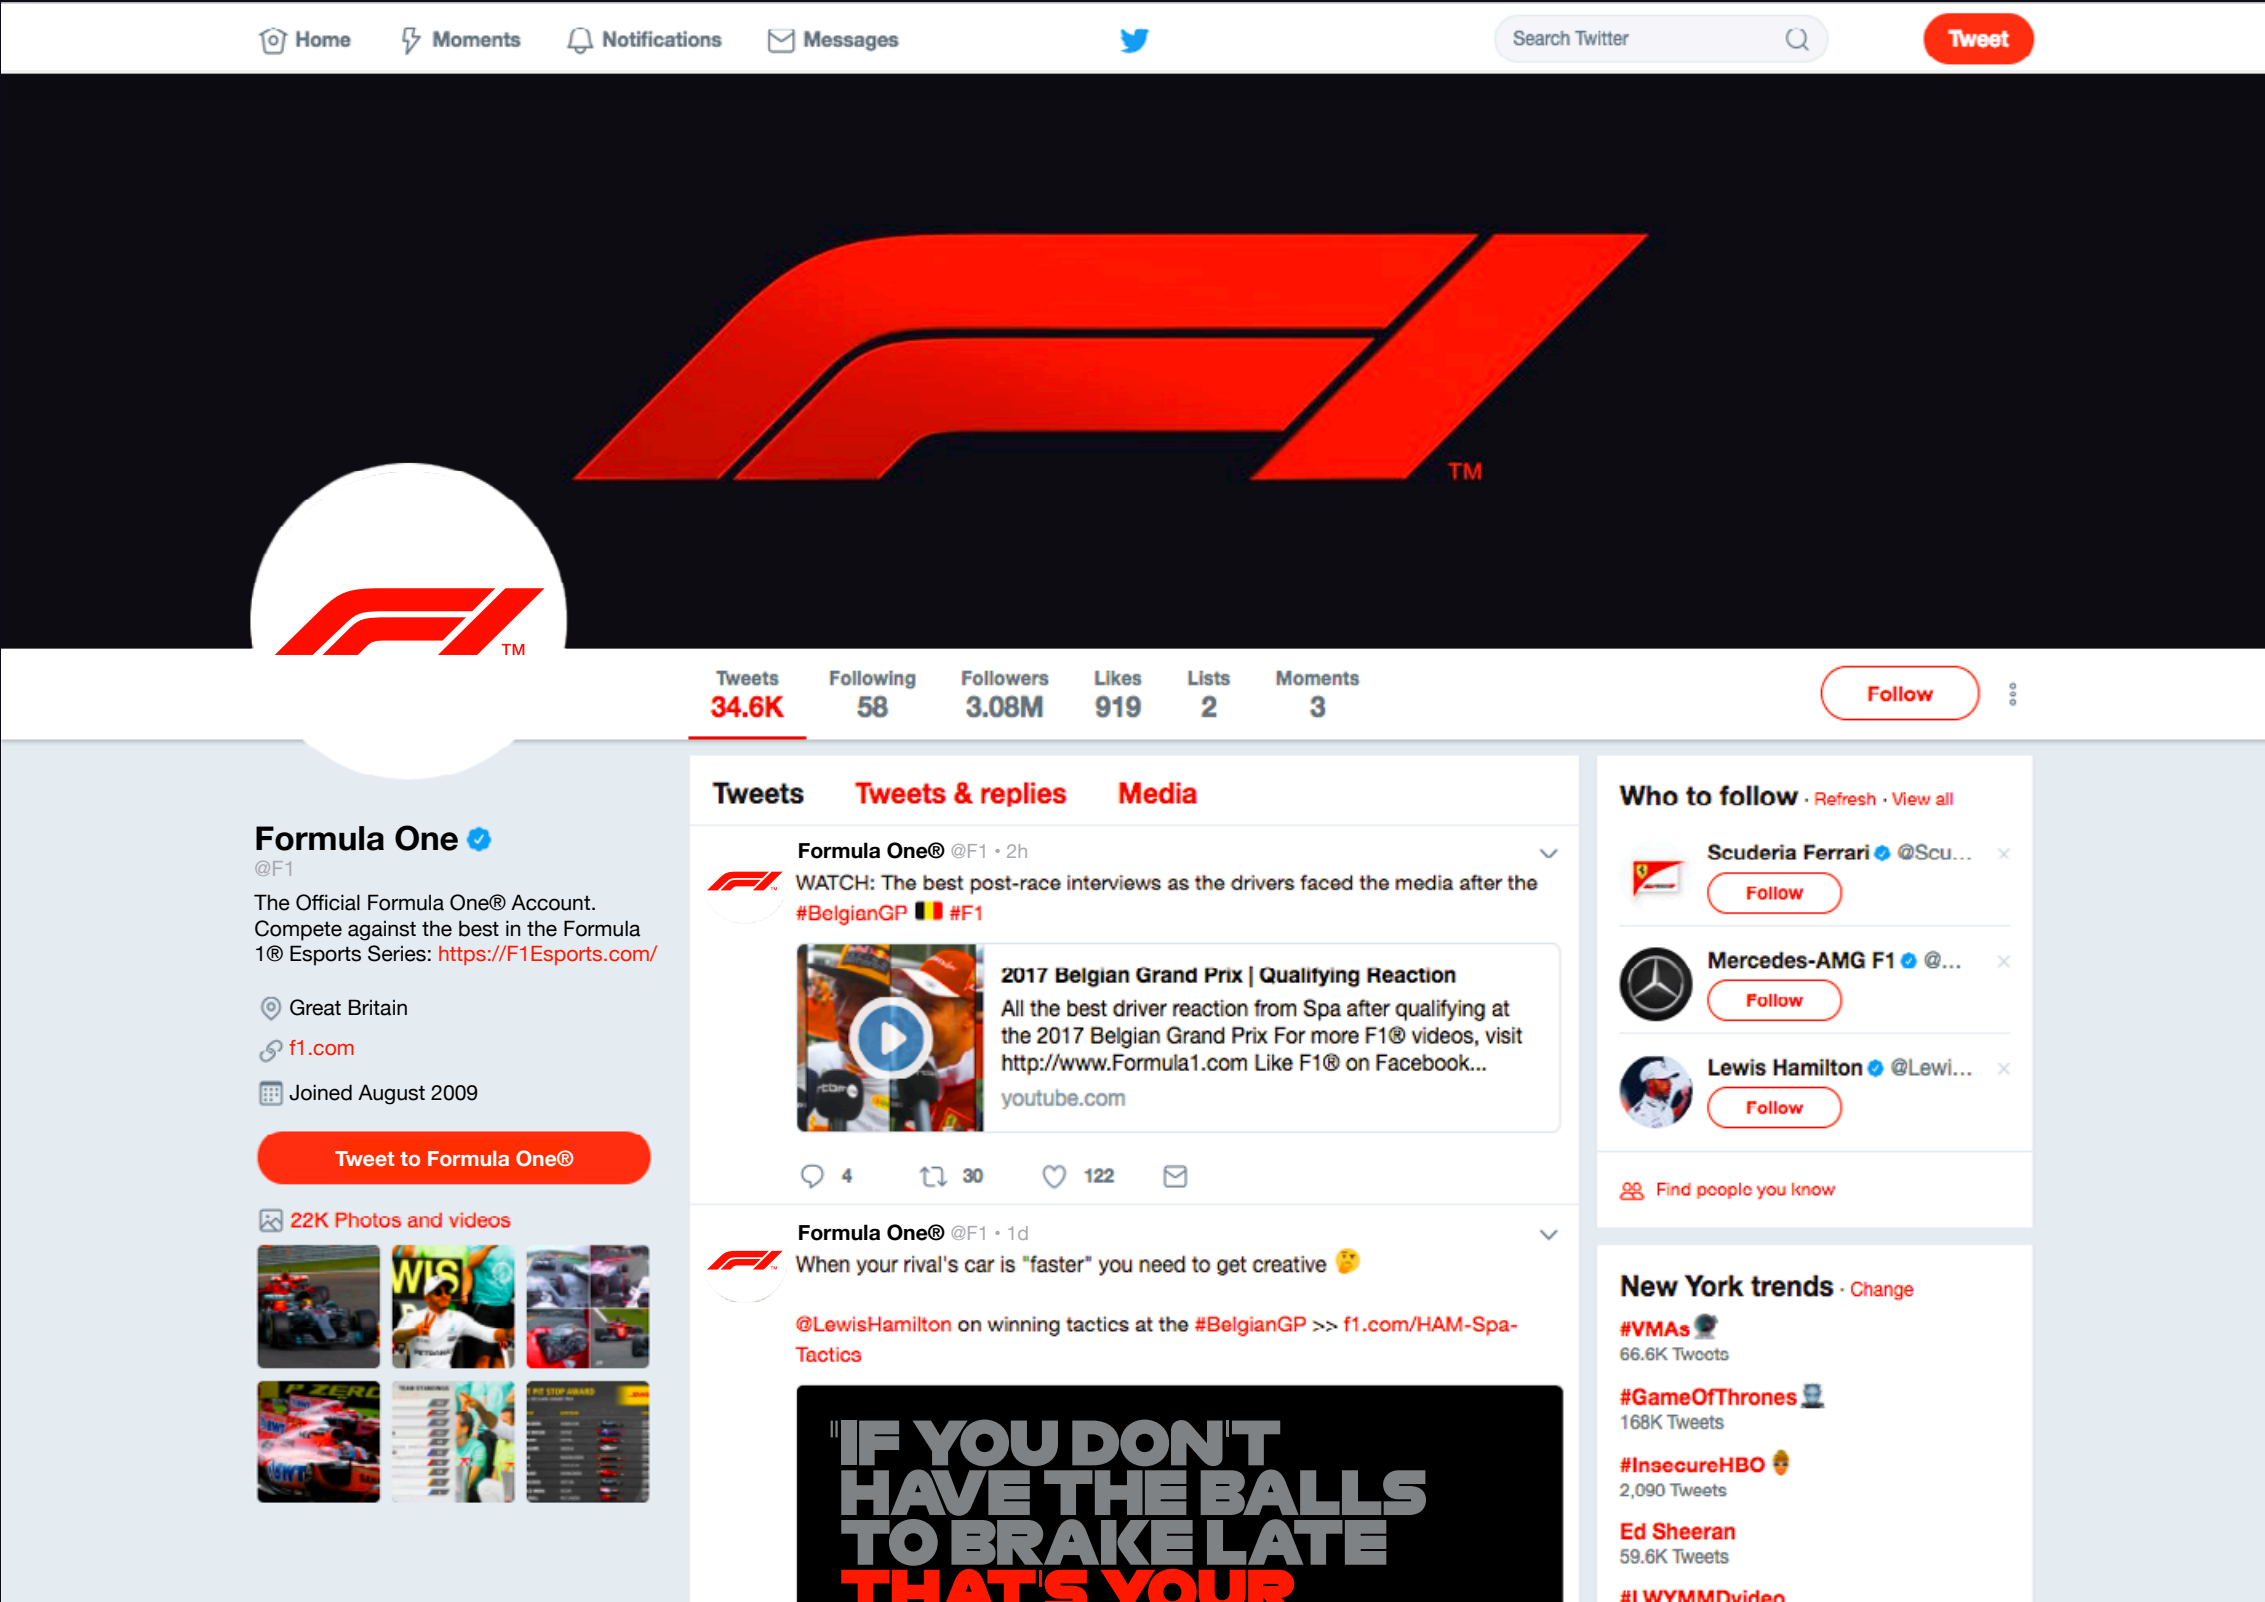 Home
Moments
Notifications
Messages
Search Twitter
Tweet
TM
TM
Tweets
34.6K
Following
58
Followers
3.08M
Likes
919
Lists
2
Moments
3
Follow
Formula One
@F1
The Official Formula One® Account.
Compete against the best in the Formula
1® Esports Series: https://F1Esports.com/
Great Britain
f1.com
Joined August 2009
Tweet to Formula One®
22K Photos and videos
WIS
P ZERO
TEAM STANDINGS
PIT STOP AWARD
Tweets
Tweets & replies
Media
Formula One® @F1 • 2h
WATCH: The best post-race interviews as the drivers faced the media after the
#BelgianGP #F1
2017 Belgian Grand Prix | Qualifying Reaction
All the best driver reaction from Spa after qualifying at
the 2017 Belgian Grand Prix For more F1® videos, visit
http://www.Formula1.com Like F1® on Facebook...
youtube.com
4
30
122
Formula One® @F1 • 1d
When your rival's car is "faster" you need to get creative 🤔
@LewisHamilton on winning tactics at the #BelgianGP >> f1.com/HAM-Spa-
Tactics
"IF YOU DON'T
HAVE THE BALLS
TO BRAKE LATE
THAT'S YOUR
Who to follow · Refresh · View all
Scuderia Ferrari @Scu...
Follow
Mercedes-AMG F1 @...
Follow
Lewis Hamilton @Lewi...
Follow
Find people you know
New York trends · Change
#VMAs
66.6K Tweets
#GameOfThrones
168K Tweets
#InsecureHBO
2,090 Tweets
Ed Sheeran
59.6K Tweets
#LWYMMDvideo